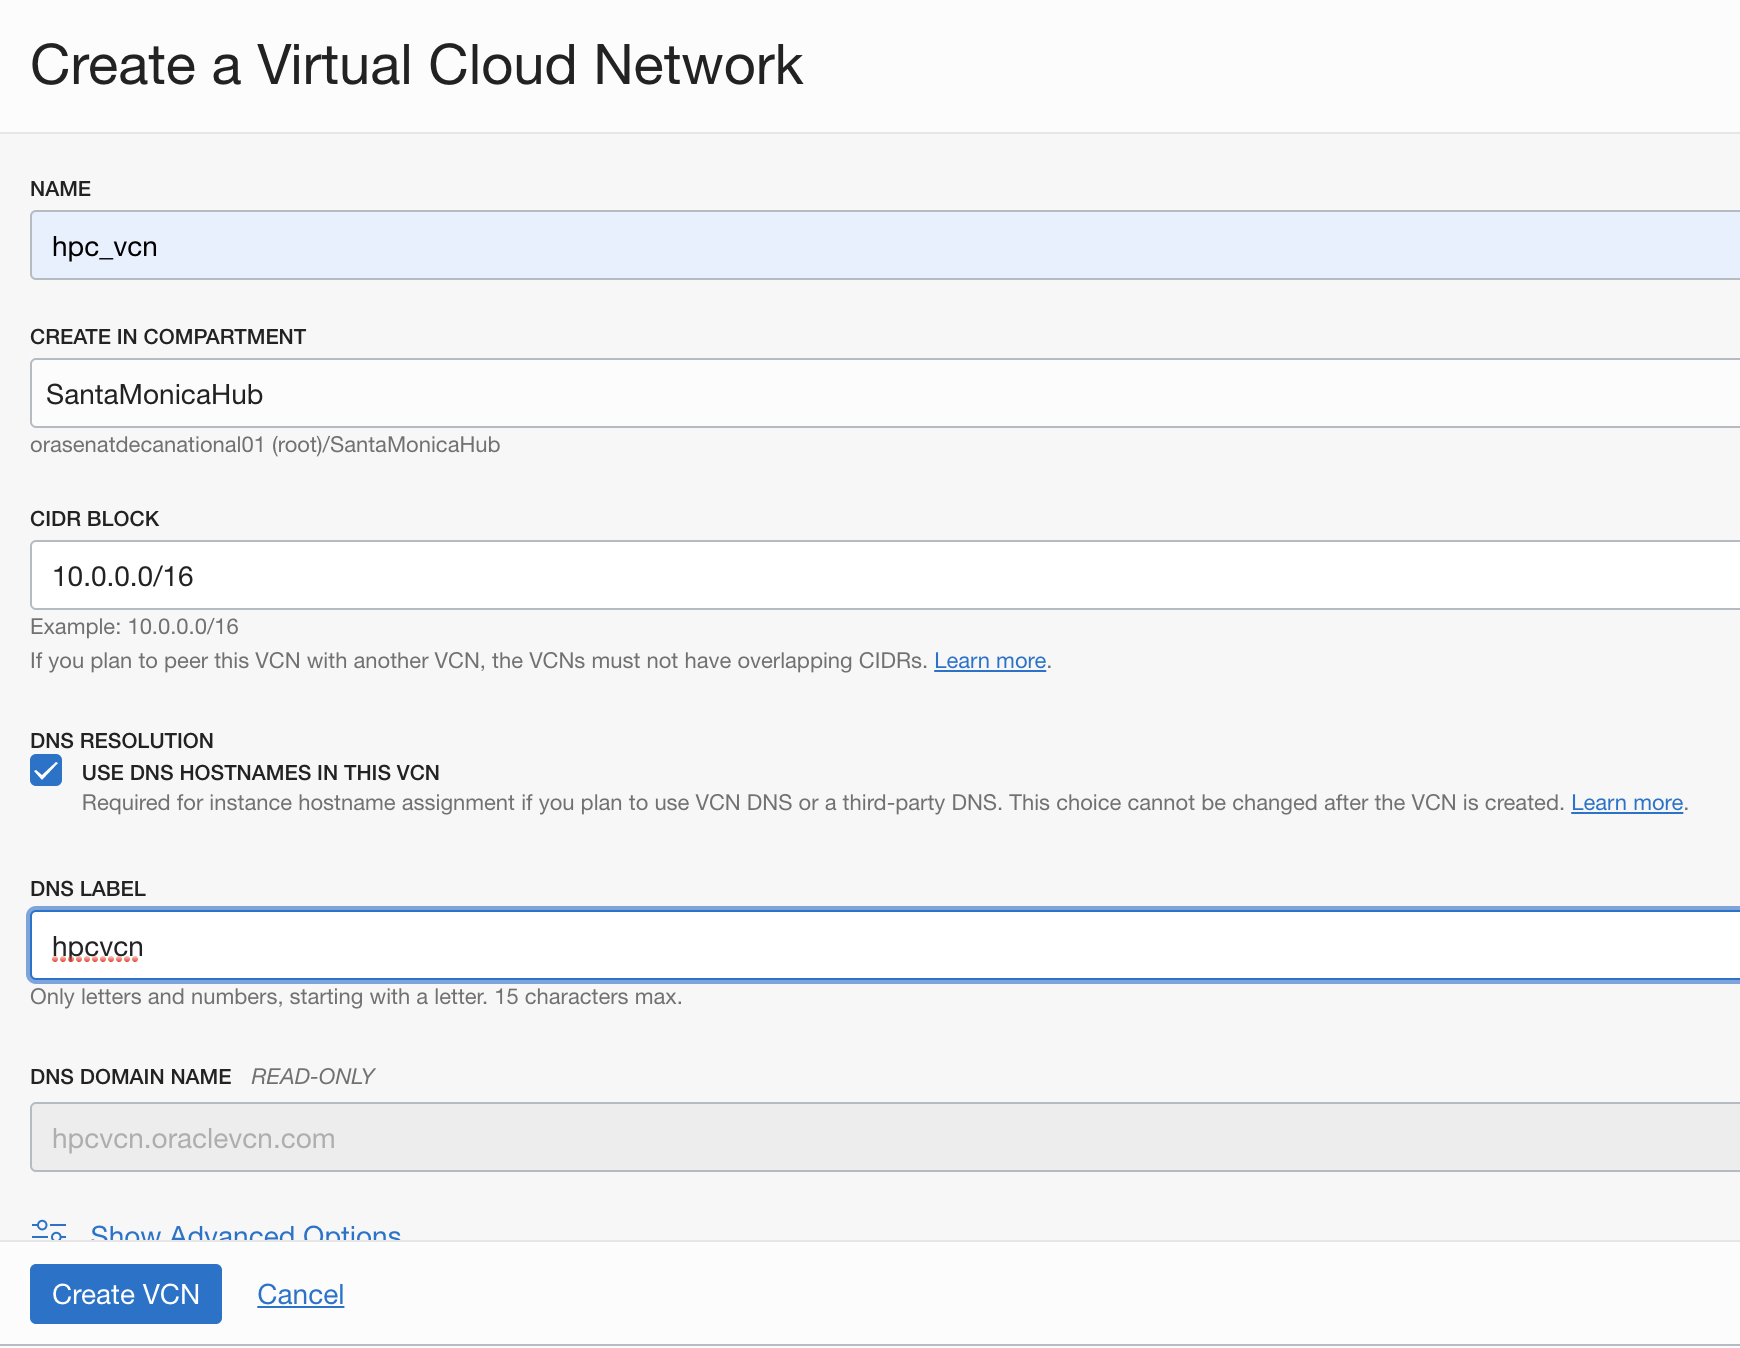 Create a Virtual Cloud Network
NAME
hpc_vcn
CREATE IN COMPARTMENT
SantaMonicaHub
orasenatdecanational01 (root)/SantaMonicaHub
CIDR BLOCK
10.0.0.0/16
Example: 10.0.0.0/16
If you plan to peer this VCN with another VCN, the VCNs must not have overlapping CIDRs. Learn more.
DNS RESOLUTION
USE DNS HOSTNAMES IN THIS VCN
Required for instance hostname assignment if you plan to use VCN DNS or a third-party DNS. This choice cannot be changed after the VCN is created. Learn more.
DNS LABEL
hpcvcn
Only letters and numbers, starting with a letter. 15 characters max.
DNS DOMAIN NAME READ-ONLY
hpcvcn.oraclevcn.com
Show Advanced Options
Create VCN Cancel